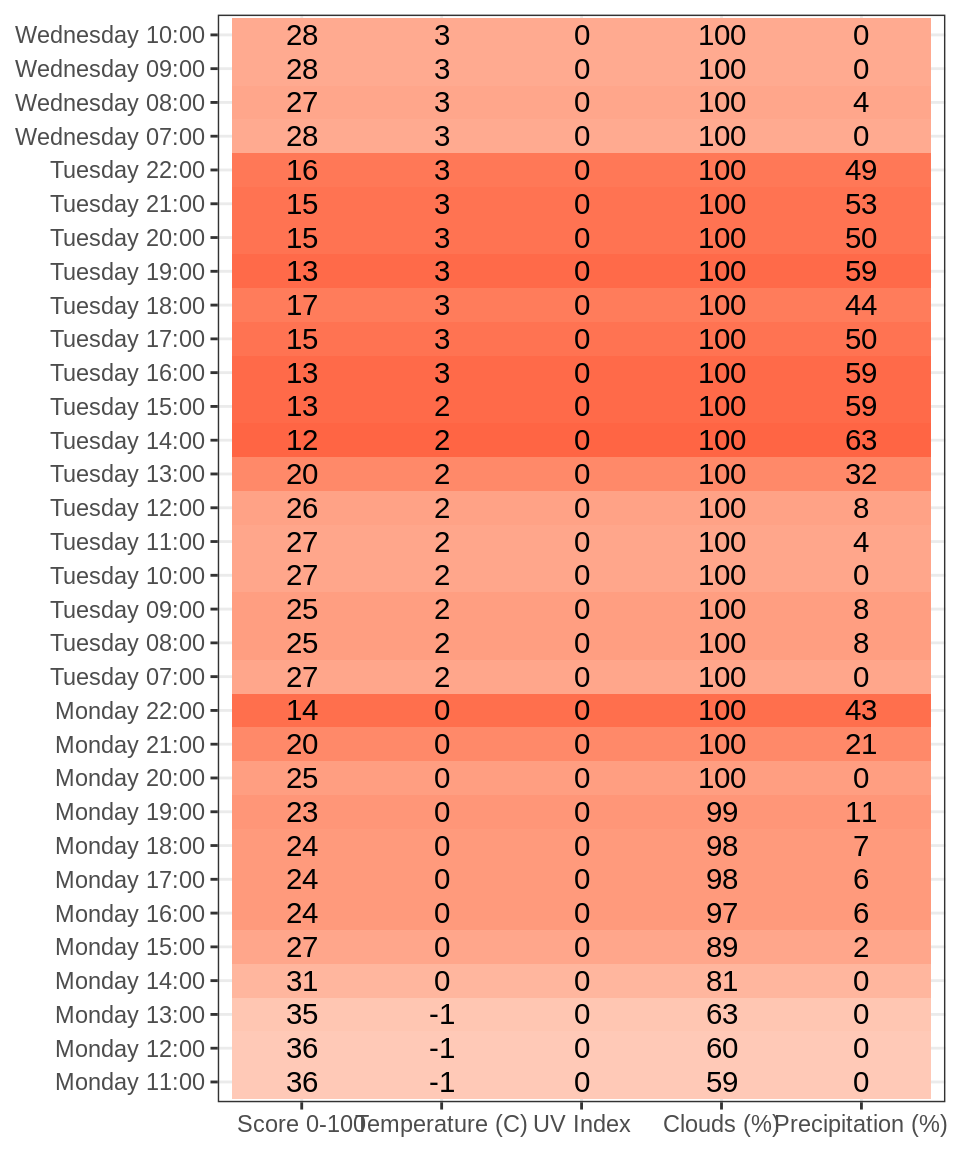 Wednesday 10:00 28 3 0 100 0
Wednesday 09:00 28 3 0 100 0
Wednesday 08:00 27 3 0 100 4
Wednesday 07:00 28 3 0 100 0
Tuesday 22:00 16 3 0 100 49
Tuesday 21:00 15 3 0 100 53
Tuesday 20:00 15 3 0 100 50
Tuesday 19:00 13 3 0 100 59
Tuesday 18:00 17 3 0 100 44
Tuesday 17:00 15 3 0 100 50
Tuesday 16:00 13 3 0 100 59
Tuesday 15:00 13 2 0 100 59
Tuesday 14:00 12 2 0 100 63
Tuesday 13:00 20 2 0 100 32
Tuesday 12:00 26 2 0 100 8
Tuesday 11:00 27 2 0 100 4
Tuesday 10:00 27 2 0 100 0
Tuesday 09:00 25 2 0 100 8
Tuesday 08:00 25 2 0 100 8
Tuesday 07:00 27 2 0 100 0
Monday 22:00 14 0 0 100 43
Monday 21:00 20 0 0 100 21
Monday 20:00 25 0 0 100 0
Monday 19:00 23 0 0 99 11
Monday 18:00 24 0 0 98 7
Monday 17:00 24 0 0 98 6
Monday 16:00 24 0 0 97 6
Monday 15:00 27 0 0 89 2
Monday 14:00 31 0 0 81 0
Monday 13:00 35 -1 0 63 0
Monday 12:00 36 -1 0 60 0
Monday 11:00 36 -1 0 59 0
Score 0-100 Temperature (C) UV Index Clouds (%) Precipitation (%)